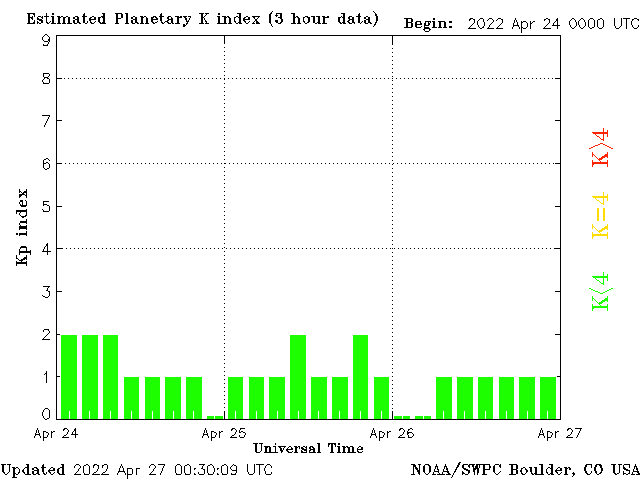 Estimated Planetary K index (3 hour data)
Begin: 2022 Apr 24 0000 UTC
9
8
7
6
5
4
3
2
1
0
Kp index
Apr 24
Apr 25
Apr 26
Apr 27
Universal Time
K>4
K=4
K<4
Updated 2022 Apr 27 00:30:09 UTC
NOAA/SWPC Boulder, CO USA